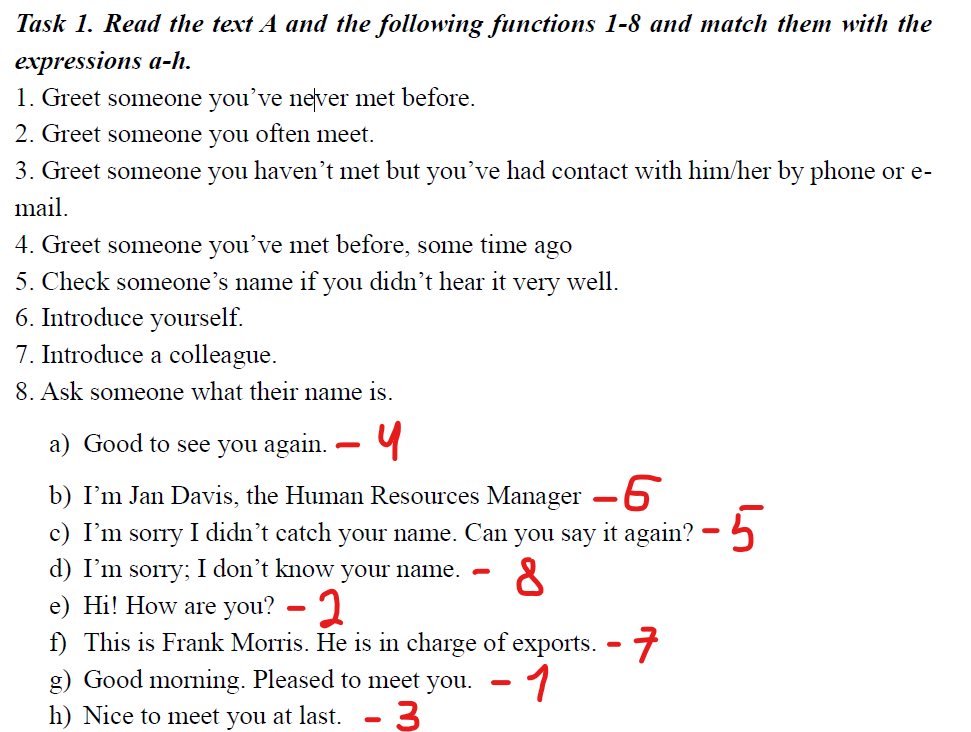 Task 1. Read the text A and the following functions 1-8 and match them with the
expressions a-h.
1. Greet someone you’ve never met before.
2. Greet someone you often meet.
3. Greet someone you haven’t met but you’ve had contact with him/her by phone or e-
mail.
4. Greet someone you’ve met before, some time ago
5. Check someone’s name if you didn’t hear it very well.
6. Introduce yourself.
7. Introduce a colleague.
8. Ask someone what their name is.
a) Good to see you again. – 4
b) I’m Jan Davis, the Human Resources Manager – 6
c) I’m sorry I didn’t catch your name. Can you say it again? – 5
d) I’m sorry; I don’t know your name. – 8
e) Hi! How are you? – 2
f) This is Frank Morris. He is in charge of exports. – 7
g) Good morning. Pleased to meet you. – 1
h) Nice to meet you at last. – 3